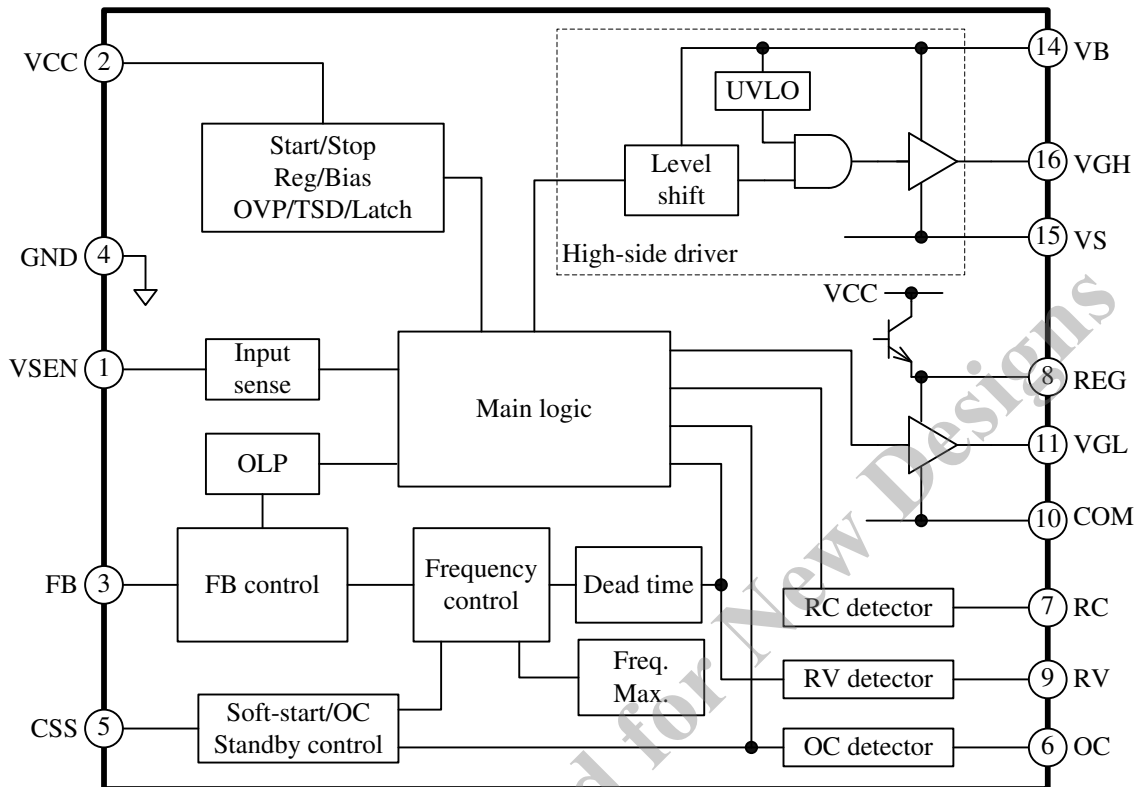 VCC
2
Start/Stop
Reg/Bias
OVP/TSD/Latch
UVLO
Level
shift
High-side driver
14
VB
16
VGH
15
VS
GND
4
VCC
VSEN
1
Input
sense
Main logic
8
REG
OLP
11
VGL
10
COM
FB
3
FB control
Frequency
control
Dead time
RC detector
7
RC
Freq.
Max.
RV detector
9
RV
CSS
5
Soft-start/OC
Standby control
OC detector
6
OC
for New Designs